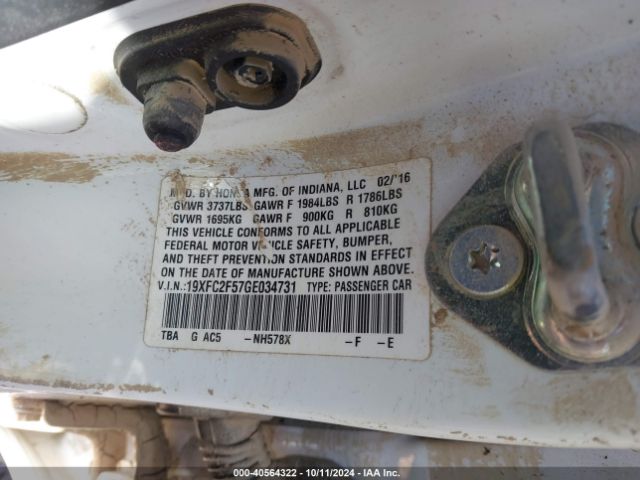 MFD. BY HONDA MFG. OF INDIANA, LLC 02/'16
GVWR 3737LBS GAWR F 1984LBS R 1786LBS
GVWR 1695KG GAWR F 900KG R 810KG
THIS VEHICLE CONFORMS TO ALL APPLICABLE
FEDERAL MOTOR VEHICLE SAFETY, BUMPER,
AND THEFT PREVENTION STANDARDS IN EFFECT
ON THE DATE OF MANUFACTURE SHOWN ABOVE.
V.I.N.:19XFC2F57GE034731 TYPE: PASSENGER CAR
TBA G AC5 -NH578X -F -E
000-40564322 | 10/11/2024 | IAA Inc.